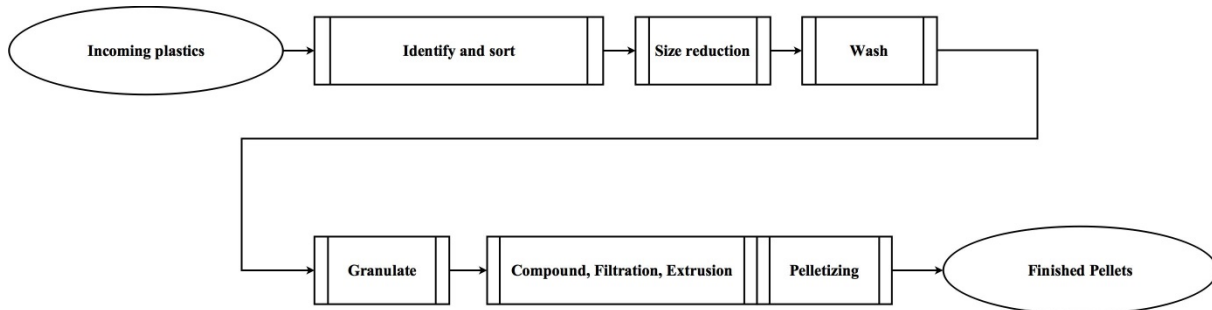 Incoming plastics
Identify and sort
Size reduction
Wash
Granulate
Compound, Filtration, Extrusion
Pelletizing
Finished Pellets